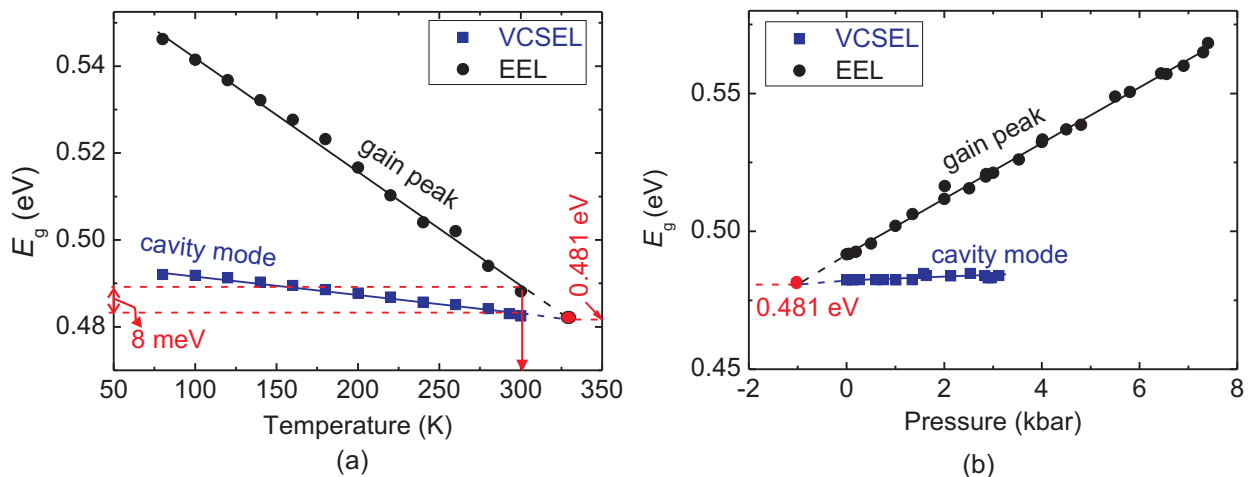 VCSEL
EEL
gain peak
cavity mode
0.481 eV
8 meV
E_g (eV)
0.54
0.52
0.50
0.48
50 100 150 200 250 300 350
Temperature (K)
(a)
VCSEL
EEL
gain peak
cavity mode
0.481 eV
E_g (eV)
0.55
0.50
0.45
-2 0 2 4 6 8
Pressure (kbar)
(b)